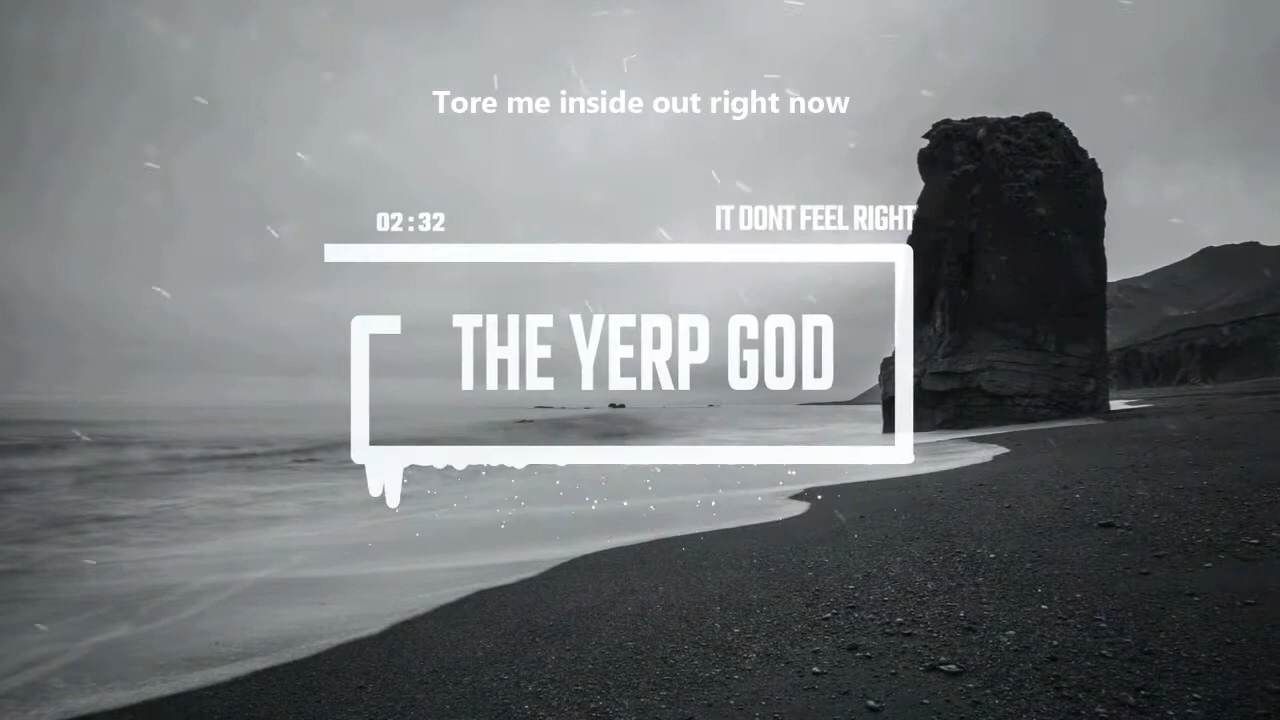 Tore me inside out right now
02:32
IT DONT FEEL RIGHT
THE YERP GOD